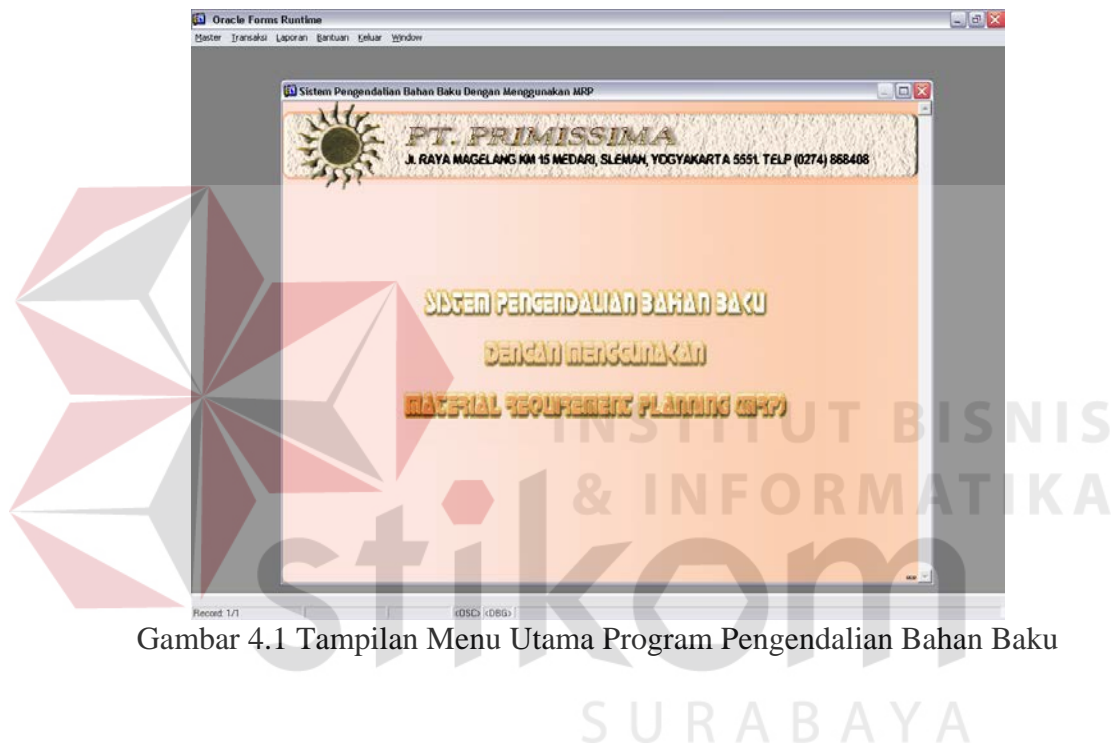 Oracle Forms Runtime
Master Transaksi Laporan Bantuan Keluar Window
Sistem Pengendalian Bahan Baku Dengan Menggunakan MRP
PT. PRIMISSIMA
JL. RAYA MAGELANG KM 15 MEDARI, SLEMAN, YOGYAKARTA 5551. TELP (0274) 868408
SISTEM PENGENDALIAN BAHAN BAKU
DENGAN MENGGUNAKAN
MATERIAL REQUIREMENT PLANNING (MRP)
INSTITUT BISNIS
& INFORMATIKA
stikom
Record: 1/1 <OSC> <DBG>
Gambar 4.1 Tampilan Menu Utama Program Pengendalian Bahan Baku
SURABAYA